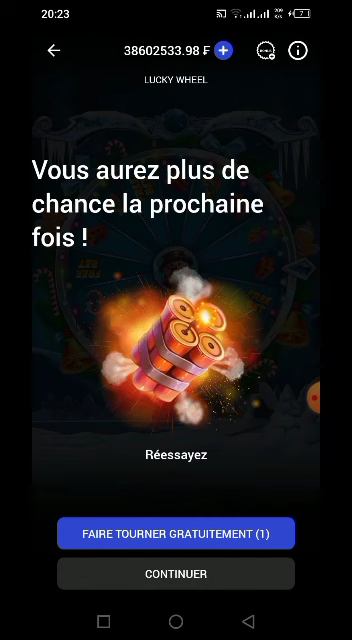 20:23
38602533.98 ₣
LUCKY WHEEL
Vous aurez plus de
chance la prochaine
fois !
Réessayez
FAIRE TOURNER GRATUITEMENT (1)
CONTINUER